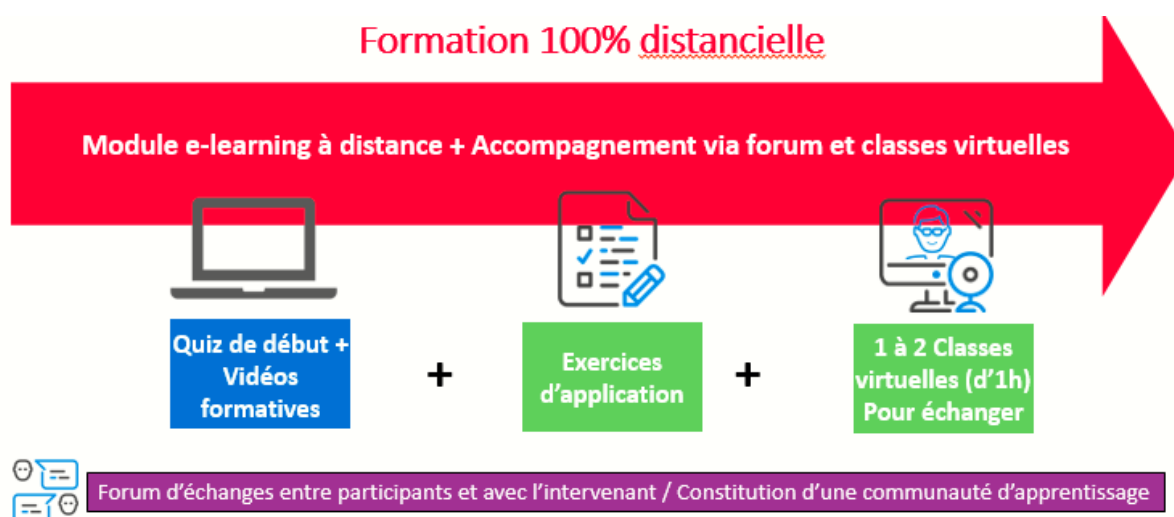 Formation 100% distancielle
Module e-learning à distance + Accompagnement via forum et classes virtuelles
Quiz de début +
Vidéos
formatives
+
Exercices
d'application
+
1 à 2 Classes
virtuelles (d'1h)
Pour échanger
Forum d'échanges entre participants et avec l'intervenant / Constitution d'une communauté d'apprentissage